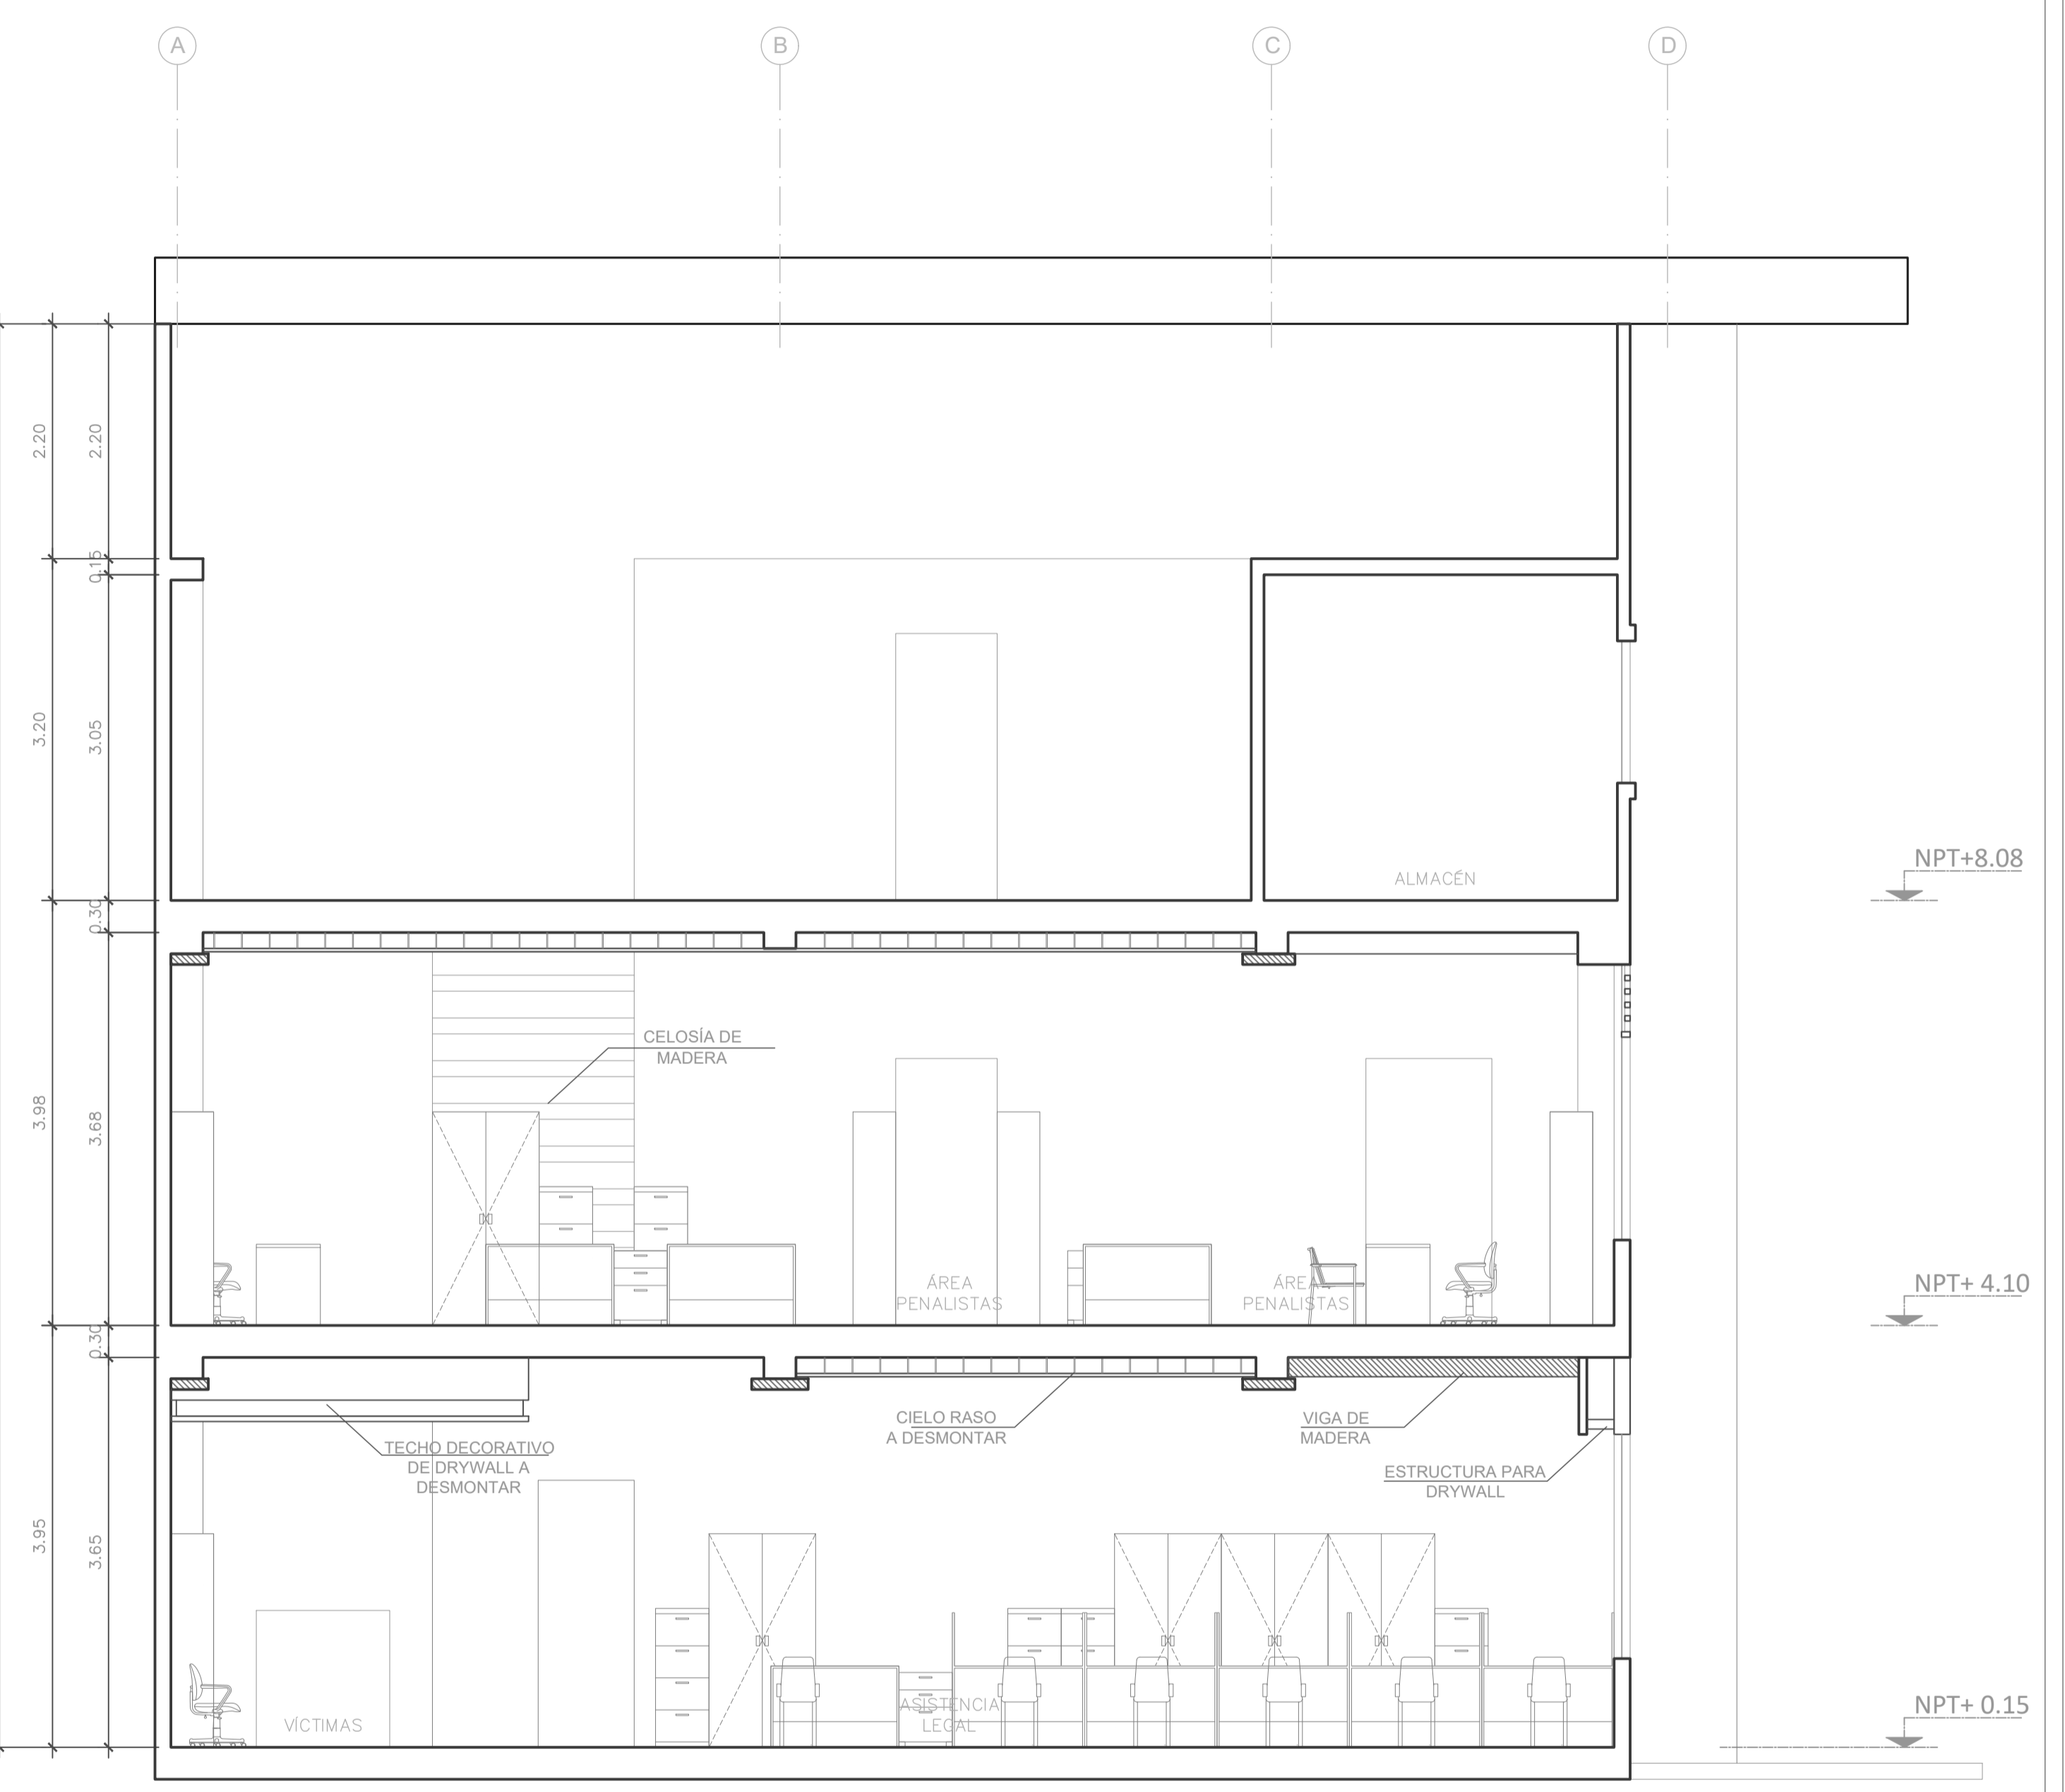 A
B
C
D
2.20
2.20
0.15
3.20
3.05
ALMACÉN
NPT+8.08
0.30
CELOSÍA DE
MADERA
3.98
3.68
ÁREA
PENALISTAS
ÁREA
PENALISTAS
NPT+ 4.10
0.30
TECHO DECORATIVO
DE DRYWALL A
DESMONTAR
CIELO RASO
A DESMONTAR
VIGA DE
MADERA
ESTRUCTURA PARA
DRYWALL
3.95
3.65
VÍCTIMAS
ASISTENCIA
LEGAL
NPT+ 0.15